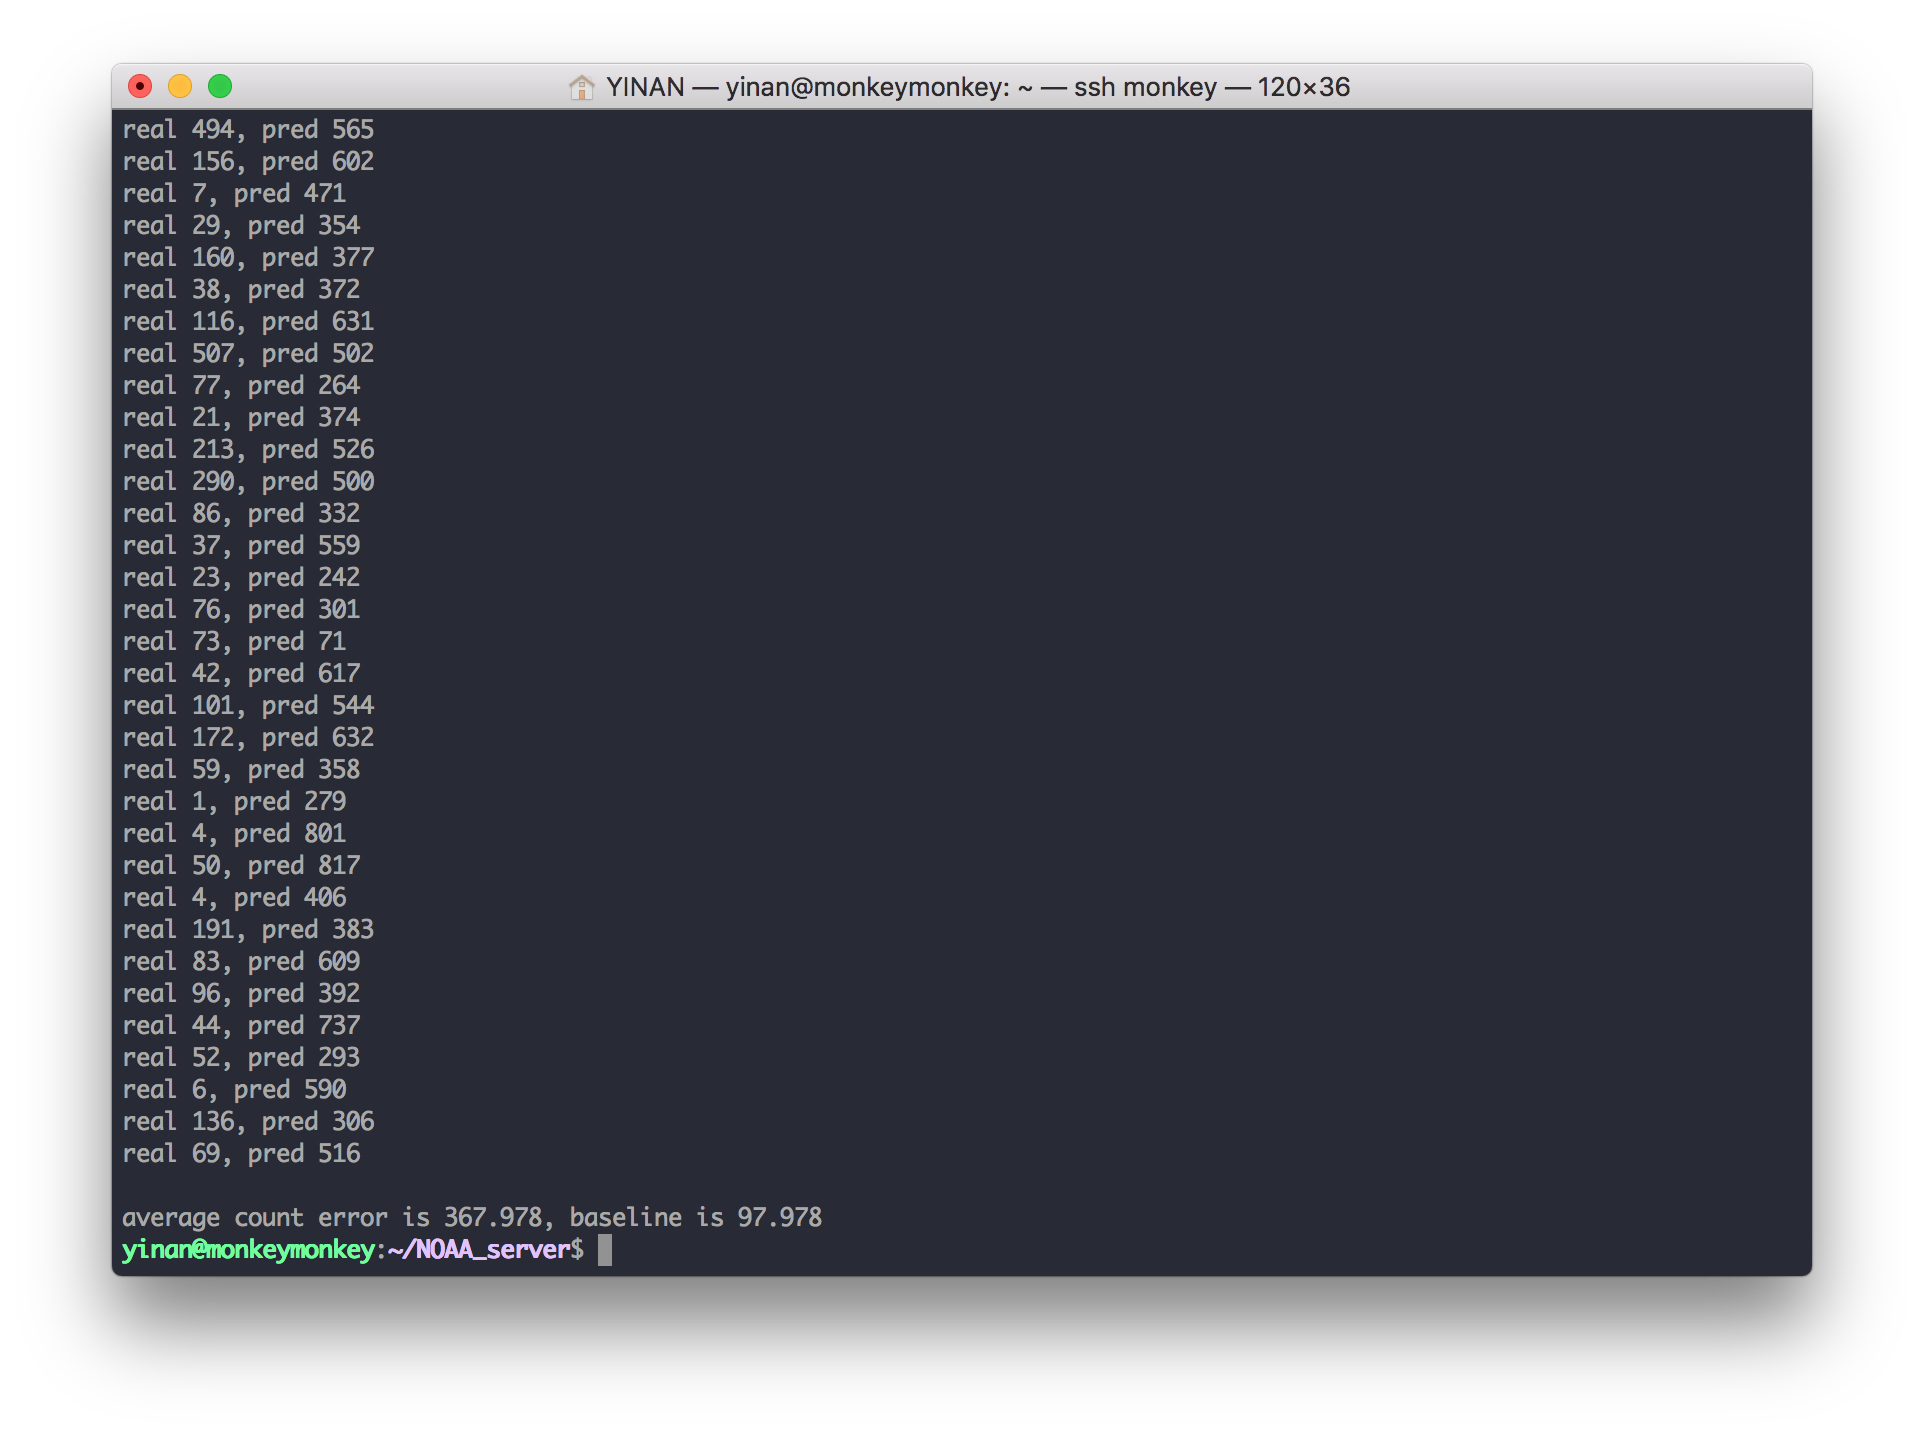 YINAN — yinan@monkeymonkey: ~ — ssh monkey — 120×36
real 494, pred 565
real 156, pred 602
real 7, pred 471
real 29, pred 354
real 160, pred 377
real 38, pred 372
real 116, pred 631
real 507, pred 502
real 77, pred 264
real 21, pred 374
real 213, pred 526
real 290, pred 500
real 86, pred 332
real 37, pred 559
real 23, pred 242
real 76, pred 301
real 73, pred 71
real 42, pred 617
real 101, pred 544
real 172, pred 632
real 59, pred 358
real 1, pred 279
real 4, pred 801
real 50, pred 817
real 4, pred 406
real 191, pred 383
real 83, pred 609
real 96, pred 392
real 44, pred 737
real 52, pred 293
real 6, pred 590
real 136, pred 306
real 69, pred 516
average count error is 367.978, baseline is 97.978
yinan@monkeymonkey:~/NOAA_server$